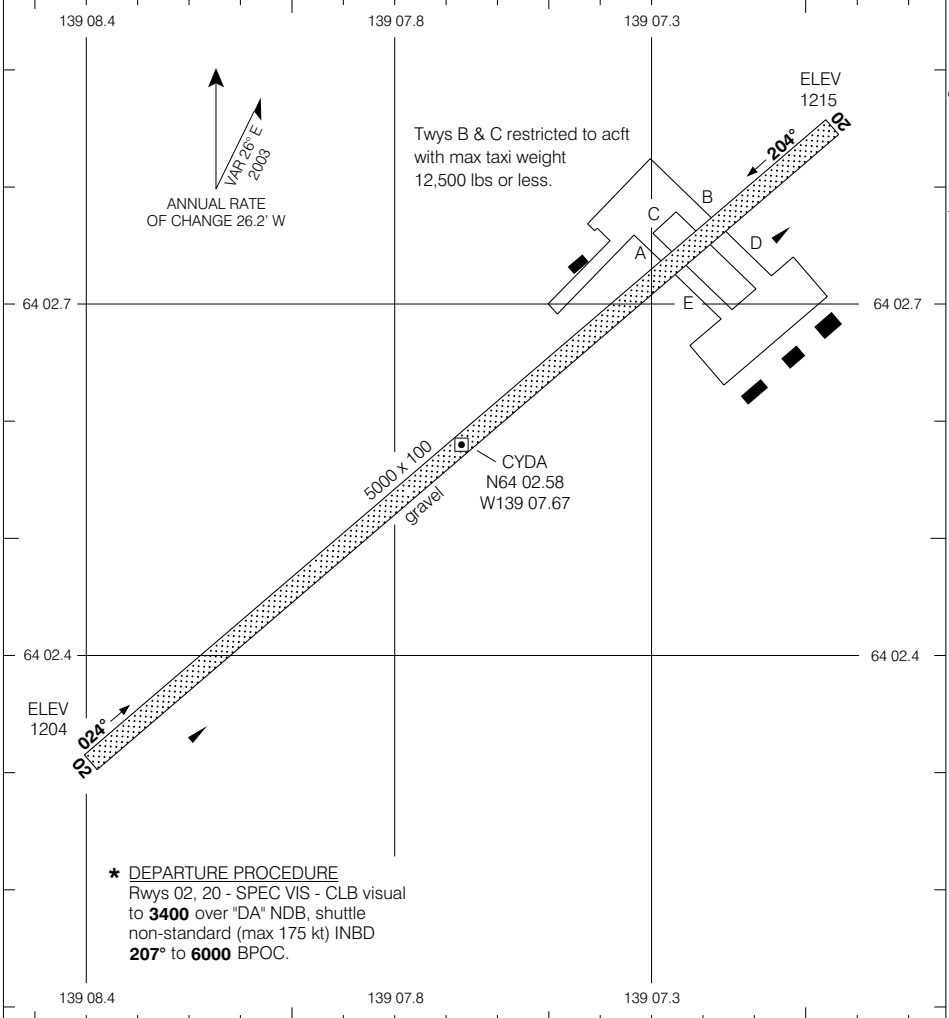 139 08.4
139 07.8
139 07.3
ELEV
1215
20
204°
VAR 26° E
2003
ANNUAL RATE
OF CHANGE 26.2' W
Twys B & C restricted to acft
with max taxi weight
12,500 lbs or less.
B
C
A
D
E
64 02.7
64 02.7
5000 x 100
gravel
CYDA
N64 02.58
W139 07.67
64 02.4
64 02.4
ELEV
1204
024°
02
* DEPARTURE PROCEDURE
Rwys 02, 20 - SPEC VIS - CLB visual
to 3400 over "DA" NDB, shuttle
non-standard (max 175 kt) INBD
207° to 6000 BPOC.
139 08.4
139 07.8
139 07.3